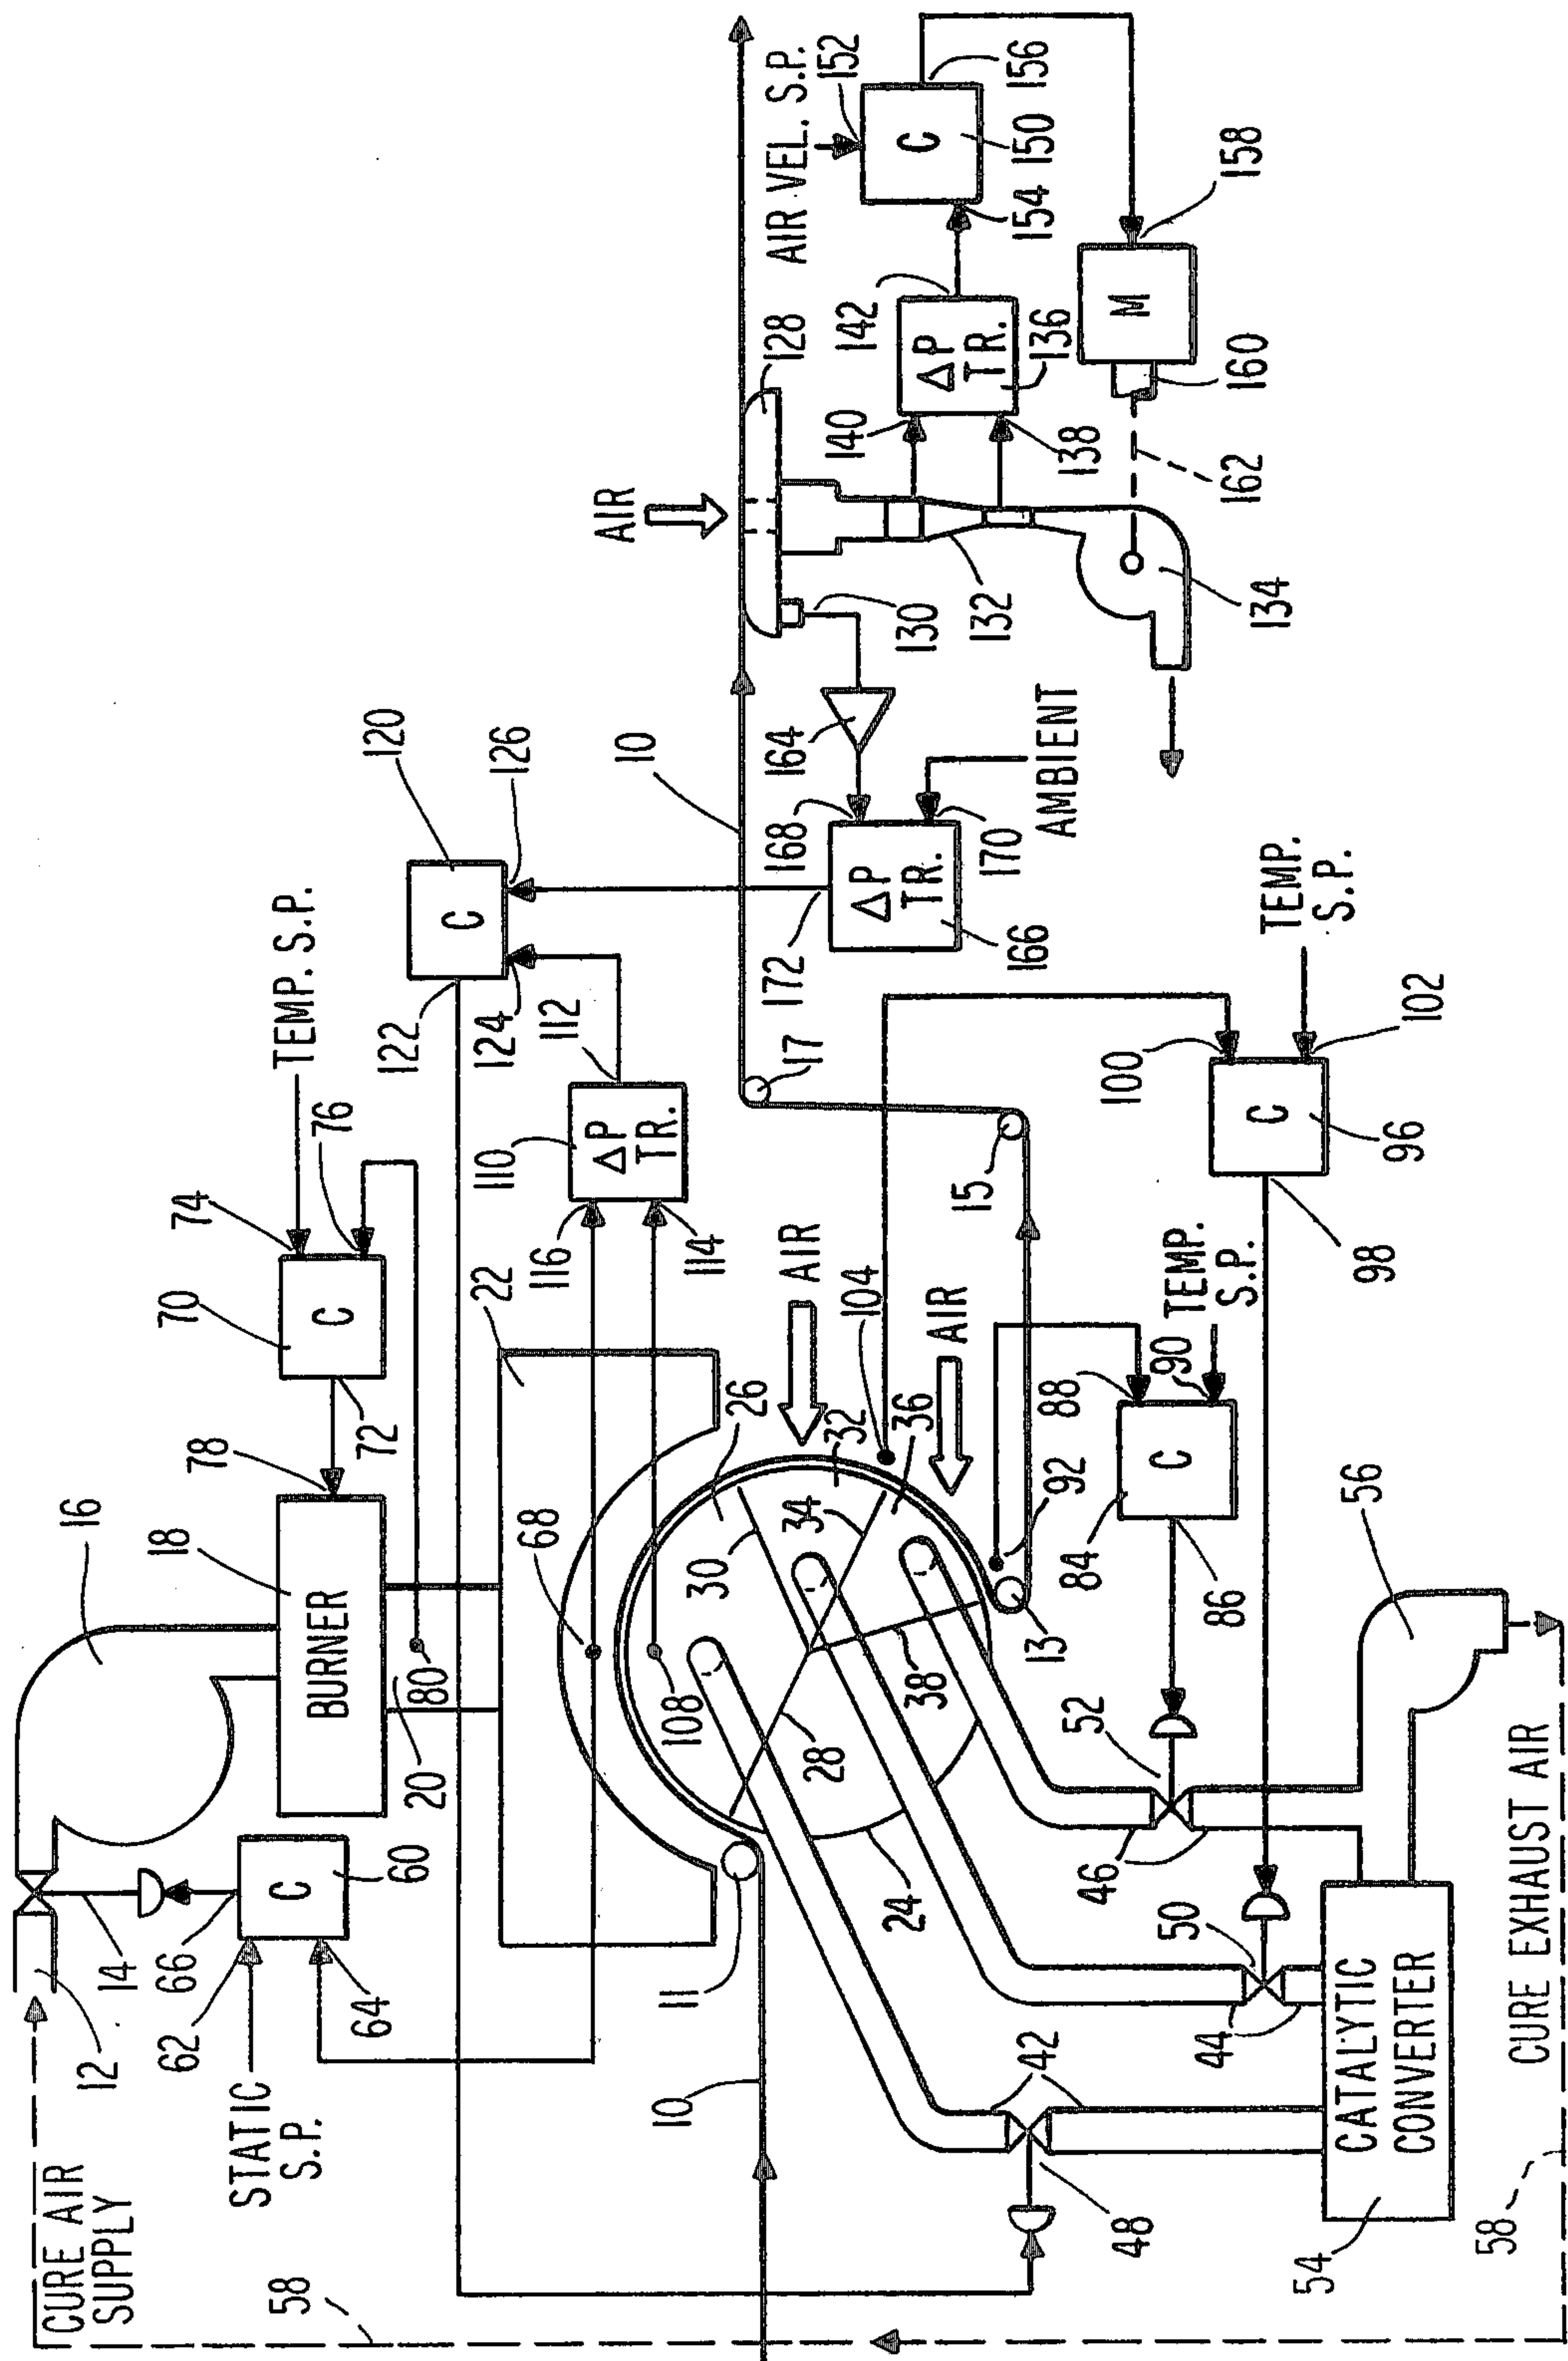 CURE AIR
SUPPLY
12
14
16
18
BURNER
20
22
STATIC
S.P.
62
64
66
C
60
68
TEMP. S.P.
74
76
70
C
72
78
80
58
10
11
24
26
28
30
32
34
36
38
108
AIR
AIR
104
92
13
15
17
116
114
110
ΔP
TR.
112
120
C
122
124
126
10
AIR
128
130
132
134
140
138
ΔP
TR.
136
142
AIR VEL. S.P.
152
C
150
154
156
158
M
160
162
164
168
170
AMBIENT
ΔP
TR.
166
172
TEMP.
S.P.
100
102
C
96
98
TEMP.
S.P.
88
90
C
84
86
42
44
46
48
50
52
CATALYTIC
CONVERTER
54
56
58
CURE EXHAUST AIR